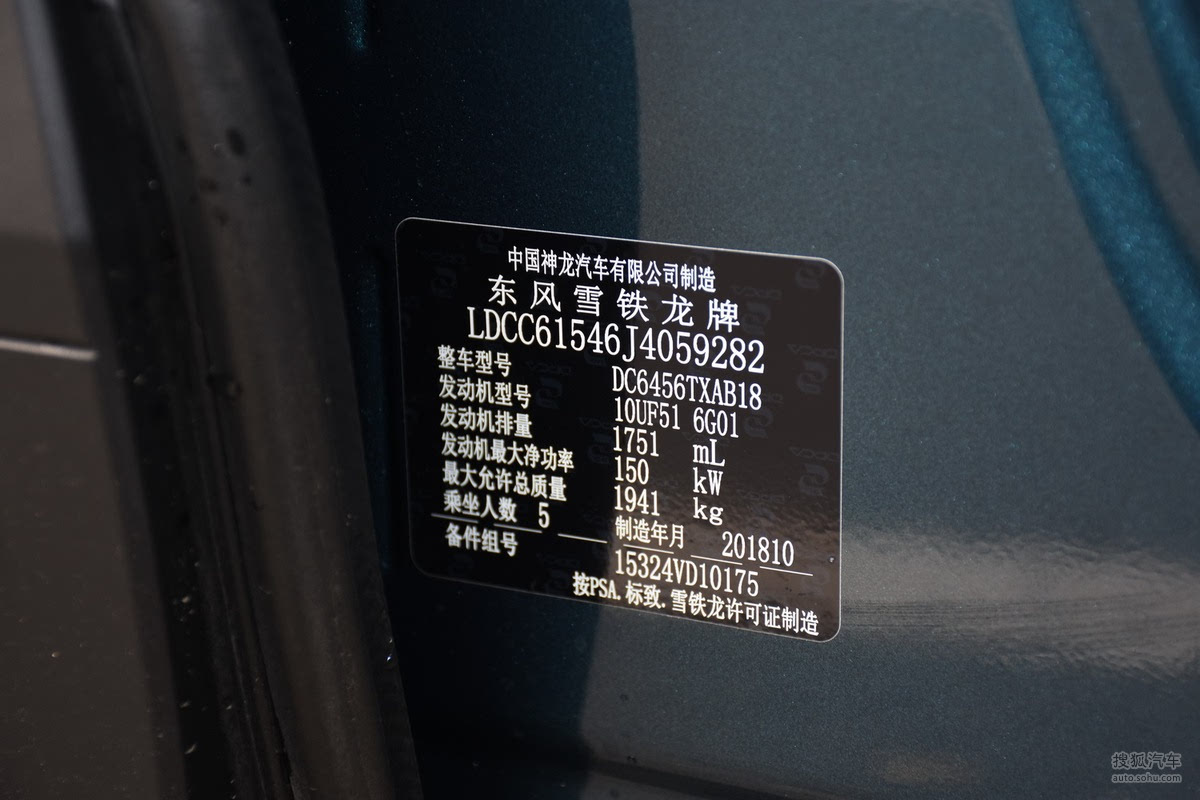 中国神龙汽车有限公司制造
东风雪铁龙牌
LDCC61546J4059282
整车型号 DC6456TXAB18
发动机型号 10UF51 6G01
发动机排量 1751 mL
发动机最大净功率 150 kW
最大允许总质量 1941 kg
乘坐人数 5 制造年月 201810
备件组号 15324VD10175
按PSA.标致.雪铁龙许可证制造
搜狐汽车
auto.sohu.com